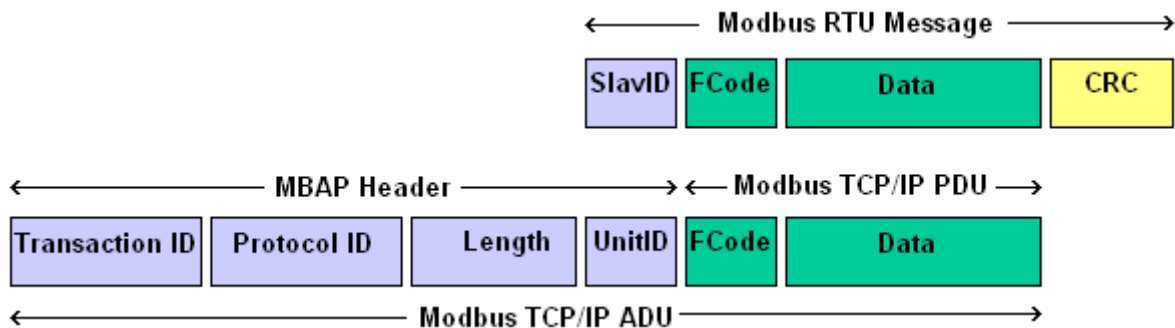 Modbus RTU Message
SlavID FCode Data CRC
MBAP Header Modbus TCP/IP PDU
Transaction ID Protocol ID Length UnitID FCode Data
Modbus TCP/IP ADU